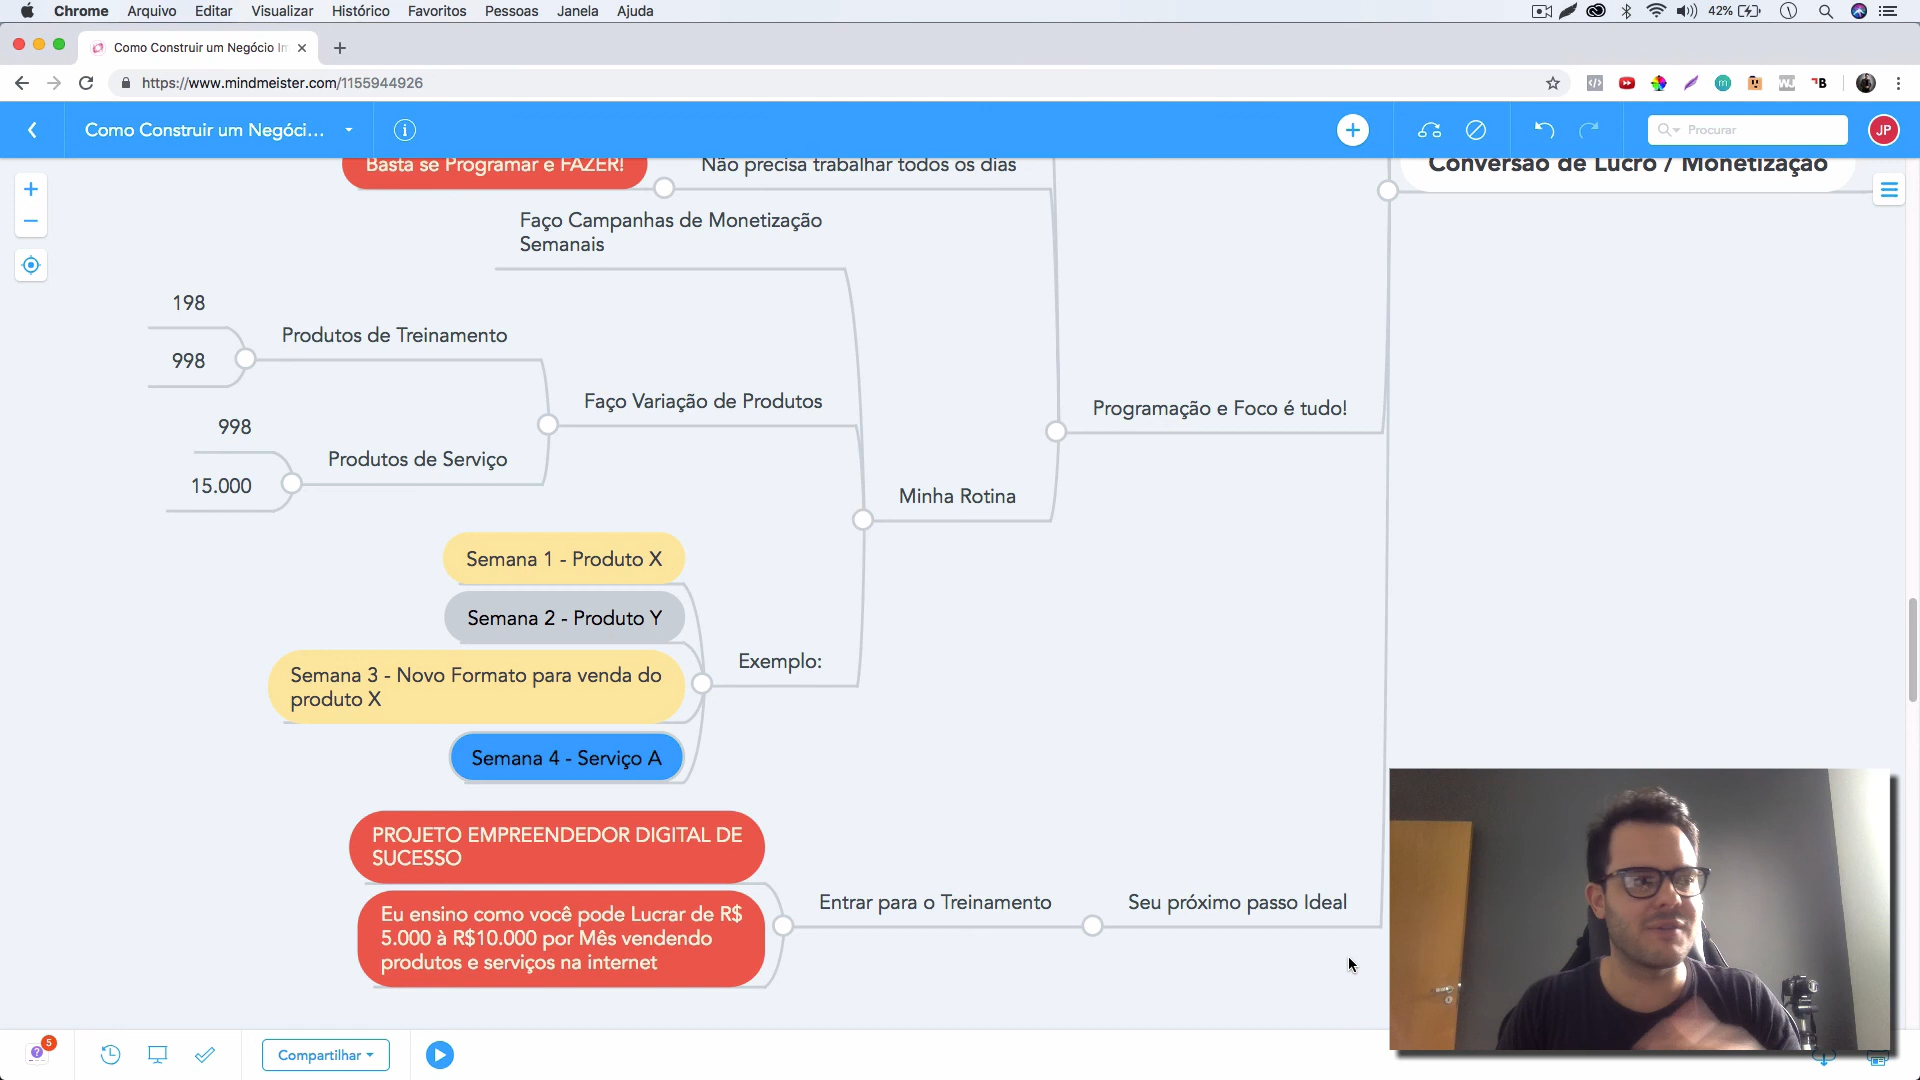 Chrome Arquivo Editar Visualizar Histórico Favoritos Pessoas Janela Ajuda
42%
Como Construir um Negócio In
https://www.mindmeister.com/1155944926
Como Construir um Negóci...
Procurar
JP
Basta se Programar e FAZER!
Não precisa trabalhar todos os dias
Conversão de Lucro / Monetização
Faço Campanhas de Monetização
Semanais
198
Produtos de Treinamento
998
Faço Variação de Produtos
Programação e Foco é tudo!
998
Produtos de Serviço
15.000
Minha Rotina
Semana 1 - Produto X
Semana 2 - Produto Y
Semana 3 - Novo Formato para venda do
produto X
Exemplo:
Semana 4 - Serviço A
PROJETO EMPREENDEDOR DIGITAL DE
SUCESSO
Eu ensino como você pode Lucrar de R$
5.000 à R$10.000 por Mês vendendo
produtos e serviços na internet
Entrar para o Treinamento
Seu próximo passo Ideal
5
Compartilhar